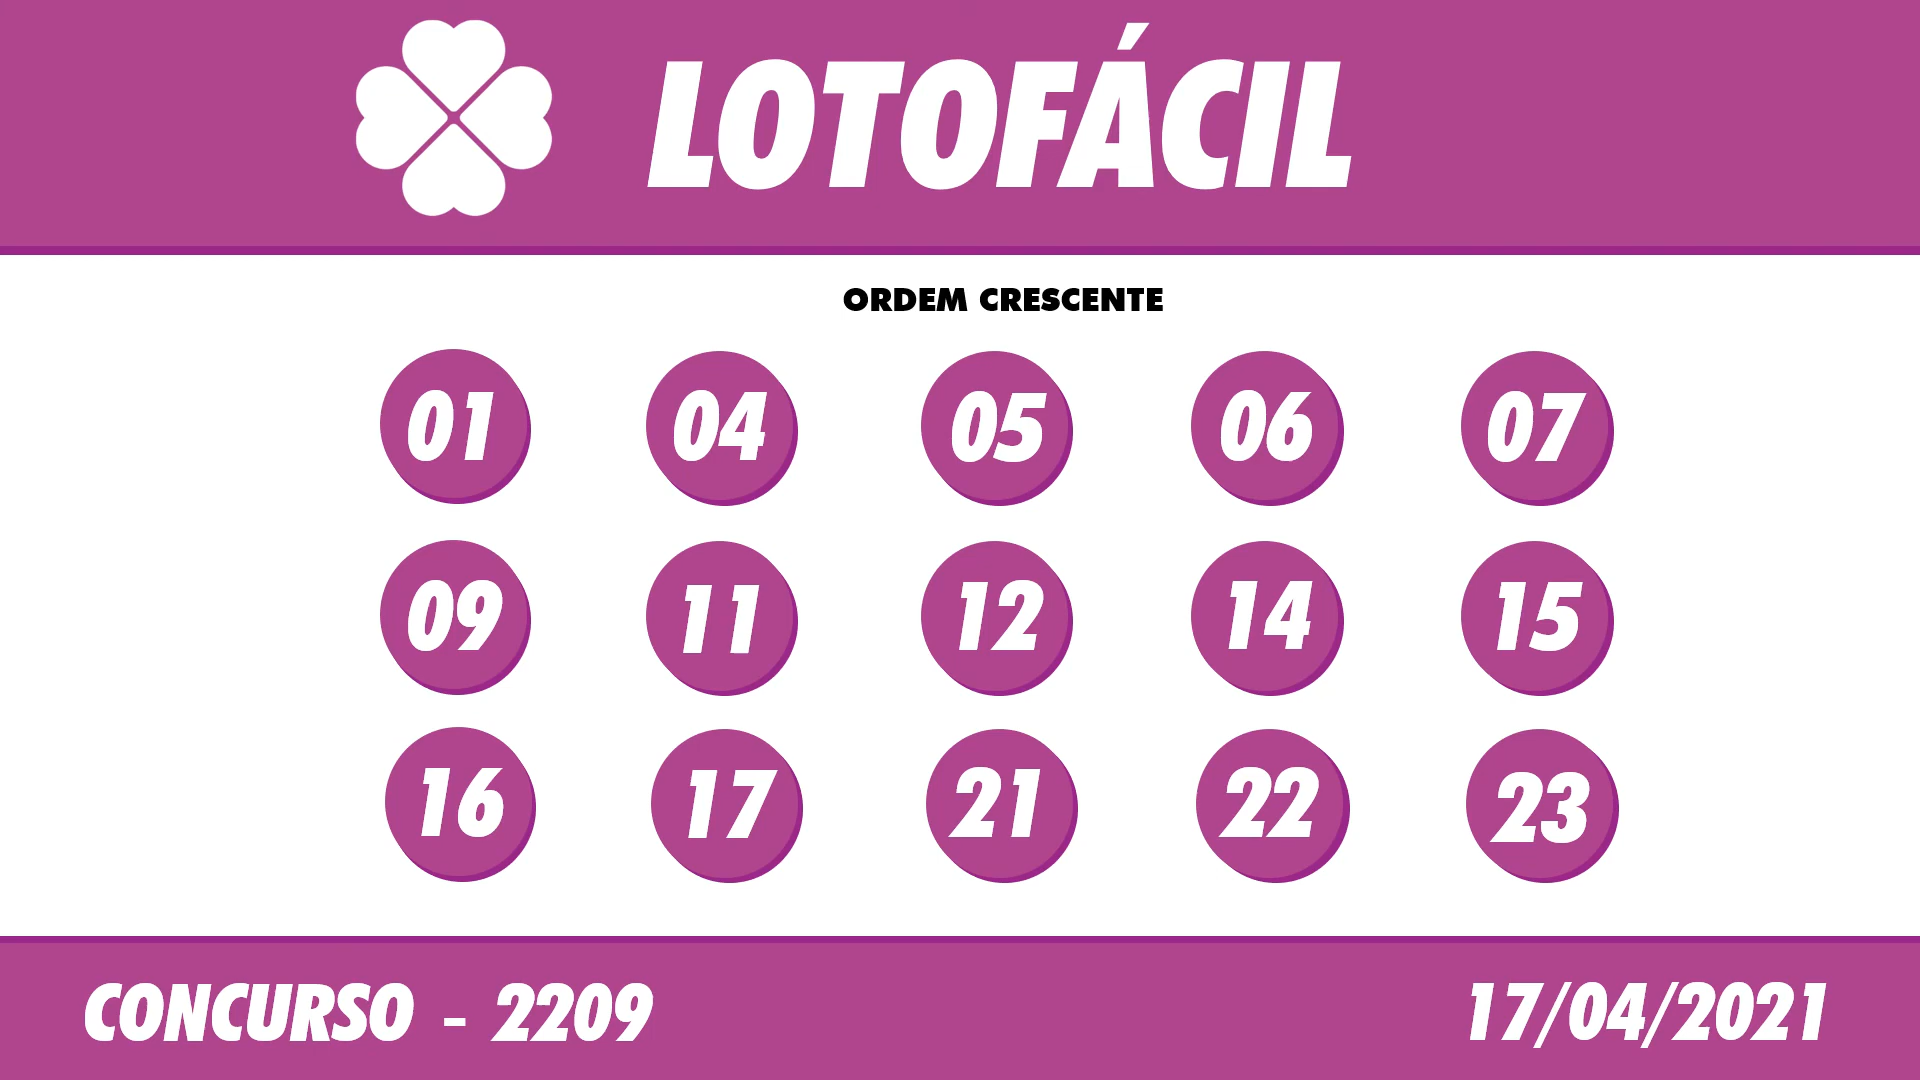 LOTOFÁCIL
ORDEM CRESCENTE
01 04 05 06 07
09 11 12 14 15
16 17 21 22 23
CONCURSO - 2209 17/04/2021